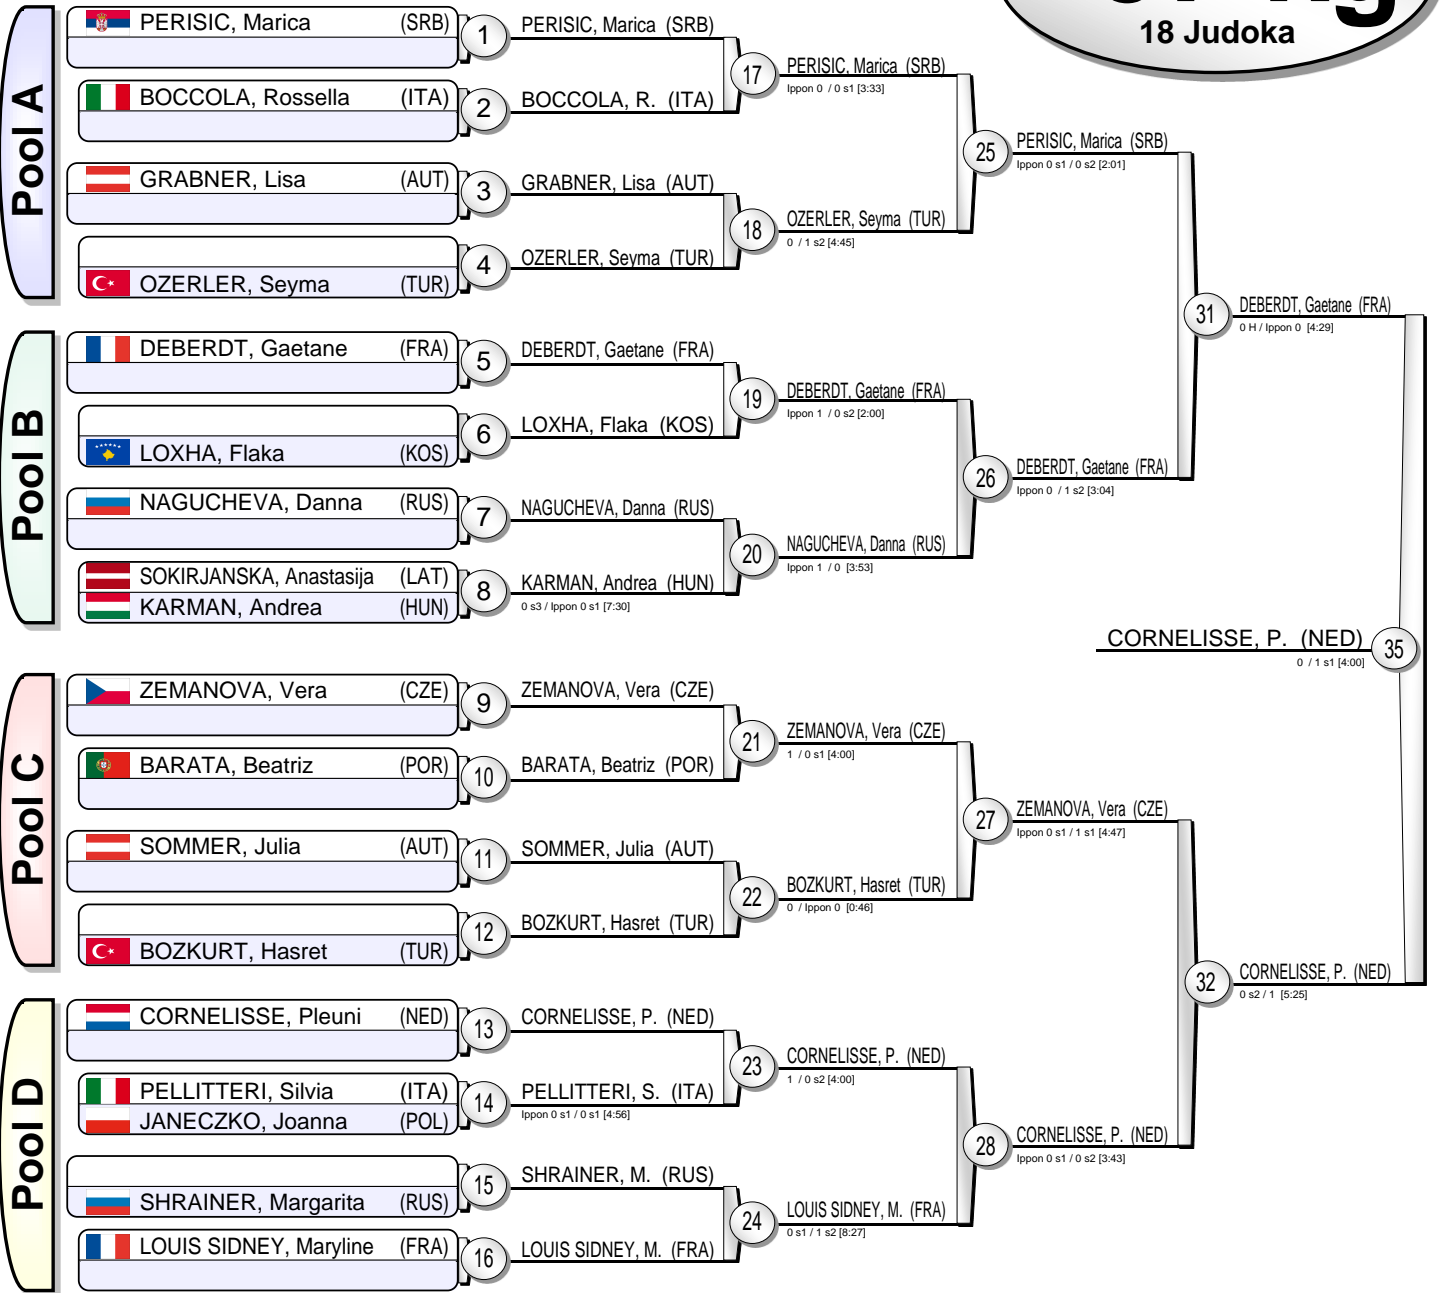 18 Judoka
Pool A
PERISIC, Marica (SRB)
1
PERISIC, Marica (SRB)
BOCCOLA, Rossella (ITA)
2
BOCCOLA, R. (ITA)
17
PERISIC, Marica (SRB)
Ippon 0 / 0 s1 [3:33]
GRABNER, Lisa (AUT)
3
GRABNER, Lisa (AUT)
OZERLER, Seyma (TUR)
4
OZERLER, Seyma (TUR)
18
OZERLER, Seyma (TUR)
0 / 1 s2 [4:45]
25
PERISIC, Marica (SRB)
Ippon 0 s1 / 0 s2 [2:01]
Pool B
DEBERDT, Gaetane (FRA)
5
DEBERDT, Gaetane (FRA)
LOXHA, Flaka (KOS)
6
LOXHA, Flaka (KOS)
19
DEBERDT, Gaetane (FRA)
Ippon 1 / 0 s2 [2:00]
NAGUCHEVA, Danna (RUS)
7
NAGUCHEVA, Danna (RUS)
SOKIRJANSKA, Anastasija (LAT)
KARMAN, Andrea (HUN)
8
KARMAN, Andrea (HUN)
0 s3 / Ippon 0 s1 [7:30]
20
NAGUCHEVA, Danna (RUS)
Ippon 1 / 0 [3:53]
26
DEBERDT, Gaetane (FRA)
Ippon 0 / 1 s2 [3:04]
31
DEBERDT, Gaetane (FRA)
0 H / Ippon 0 [4:29]
CORNELISSE, P. (NED)
0 / 1 s1 [4:00]
35
Pool C
ZEMANOVA, Vera (CZE)
9
ZEMANOVA, Vera (CZE)
BARATA, Beatriz (POR)
10
BARATA, Beatriz (POR)
21
ZEMANOVA, Vera (CZE)
1 / 0 s1 [4:00]
SOMMER, Julia (AUT)
11
SOMMER, Julia (AUT)
BOZKURT, Hasret (TUR)
12
BOZKURT, Hasret (TUR)
22
BOZKURT, Hasret (TUR)
0 / Ippon 0 [0:46]
27
ZEMANOVA, Vera (CZE)
Ippon 0 s1 / 1 s1 [4:47]
Pool D
CORNELISSE, Pleuni (NED)
13
CORNELISSE, P. (NED)
PELLITTERI, Silvia (ITA)
JANECZKO, Joanna (POL)
14
PELLITTERI, S. (ITA)
Ippon 0 s1 / 0 s1 [4:56]
23
CORNELISSE, P. (NED)
1 / 0 s2 [4:00]
SHRAINER, Margarita (RUS)
15
SHRAINER, M. (RUS)
LOUIS SIDNEY, Maryline (FRA)
16
LOUIS SIDNEY, M. (FRA)
24
LOUIS SIDNEY, M. (FRA)
0 s1 / 1 s2 [8:27]
28
CORNELISSE, P. (NED)
Ippon 0 s1 / 0 s2 [3:43]
32
CORNELISSE, P. (NED)
0 s2 / 1 [5:25]